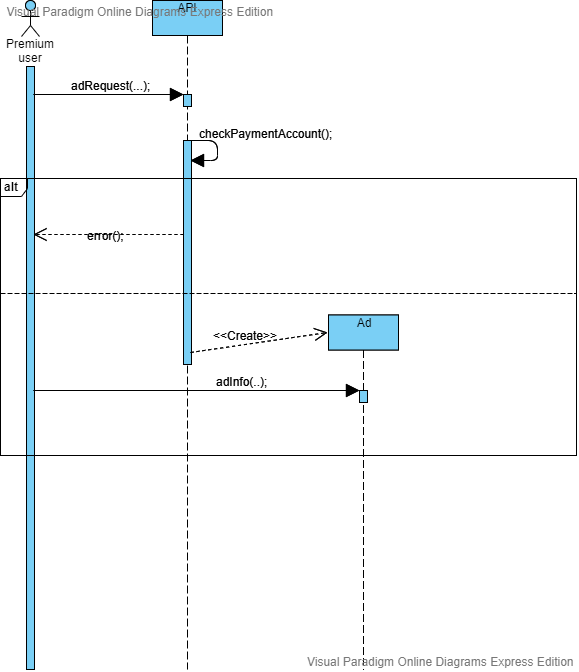 Visual Paradigm Online Diagrams Express Edition
API
Premium
user
adRequest(...);
checkPaymentAccount();
alt
error();
Ad
<<Create>>
adInfo(..);
Visual Paradigm Online Diagrams Express Edition